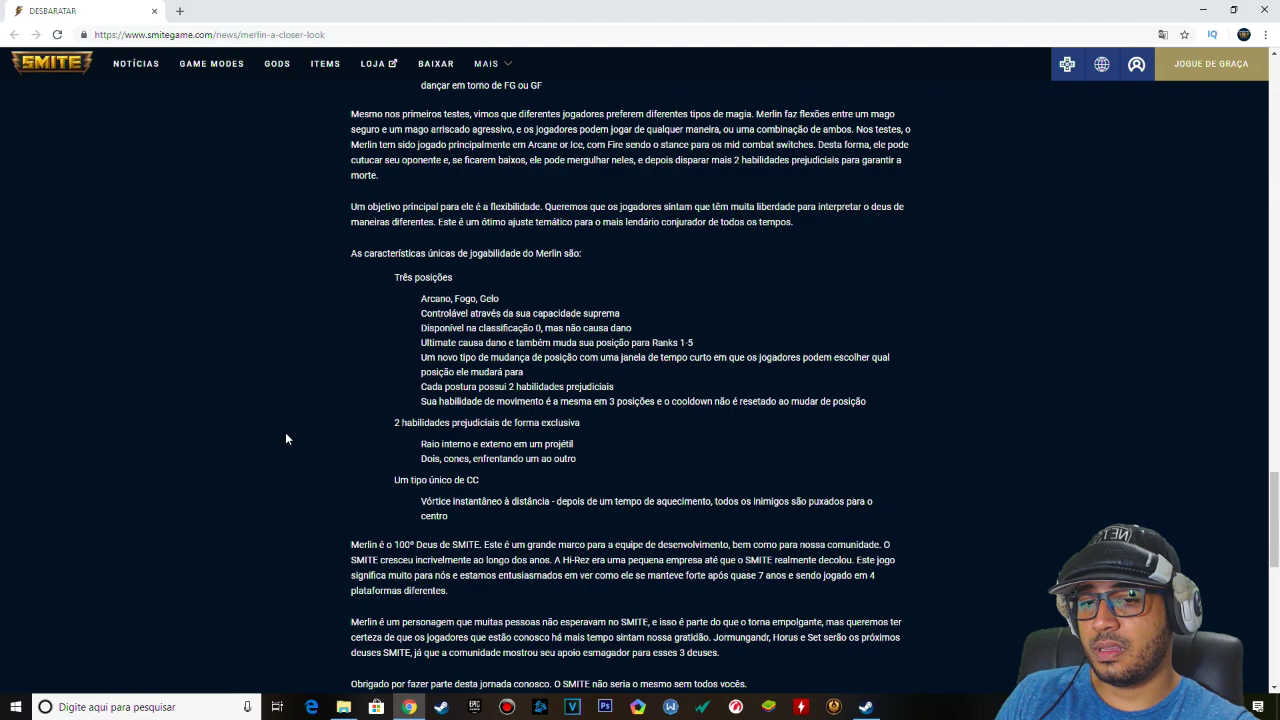 DESBARATAR
https://www.smitegame.com/news/merlin-a-closer-look
IQ
SMITE
NOTÍCIAS
GAME MODES
GODS
ITEMS
LOJA
BAIXAR
MAIS
JOGUE DE GRAÇA
dançar em torno de FG ou GF
Mesmo nos primeiros testes, vimos que diferentes jogadores preferem diferentes tipos de magia. Merlin faz flexões entre um mago
seguro e um mago arriscado agressivo, e os jogadores podem jogar de qualquer maneira, ou uma combinação de ambos. Nos testes, o
Merlin tem sido jogado principalmente em Arcane or Ice, com Fire sendo o stance para os mid combat switches. Desta forma, ele pode
cutucar seu oponente e, se ficarem baixos, ele pode mergulhar neles, e depois disparar mais 2 habilidades prejudiciais para garantir a
morte.
Um objetivo principal para ele é a flexibilidade. Queremos que os jogadores sintam que têm muita liberdade para interpretar o deus de
maneiras diferentes. Este é um ótimo ajuste temático para o mais lendário conjurador de todos os tempos.
As características únicas de jogabilidade do Merlin são:
Três posições
Arcano, Fogo, Gelo
Controlável através da sua capacidade suprema
Disponível na classificação 0, mas não causa dano
Ultimate causa dano e também muda sua posição para Ranks 1-5
Um novo tipo de mudança de posição com uma janela de tempo curto em que os jogadores podem escolher qual
posição ele mudará para
Cada postura possui 2 habilidades prejudiciais
Sua habilidade de movimento é a mesma em 3 posições e o cooldown não é resetado ao mudar de posição
2 habilidades prejudiciais de forma exclusiva
Raio interno e externo em um projétil
Dois, cones, enfrentando um ao outro
Um tipo único de CC
Vórtice instantâneo à distância - depois de um tempo de aquecimento, todos os inimigos são puxados para o
centro
Merlin é o 100º Deus de SMITE. Este é um grande marco para a equipe de desenvolvimento, bem como para nossa comunidade. O
SMITE cresceu incrivelmente ao longo dos anos. A Hi-Rez era uma pequena empresa até que o SMITE realmente decolou. Este jogo
significa muito para nós e estamos entusiasmados em ver como ele se manteve forte após quase 7 anos e sendo jogado em 4
plataformas diferentes.
Merlin é um personagem que muitas pessoas não esperavam no SMITE, e isso é parte do que o torna empolgante, mas queremos ter
certeza de que os jogadores que estão conosco há mais tempo sintam nossa gratidão. Jormungandr, Horus e Set serão os próximos
deuses SMITE, já que a comunidade mostrou seu apoio esmagador para esses 3 deuses.
Obrigado por fazer parte desta jornada conosco. O SMITE não seria o mesmo sem todos vocês.
Digite aqui para pesquisar